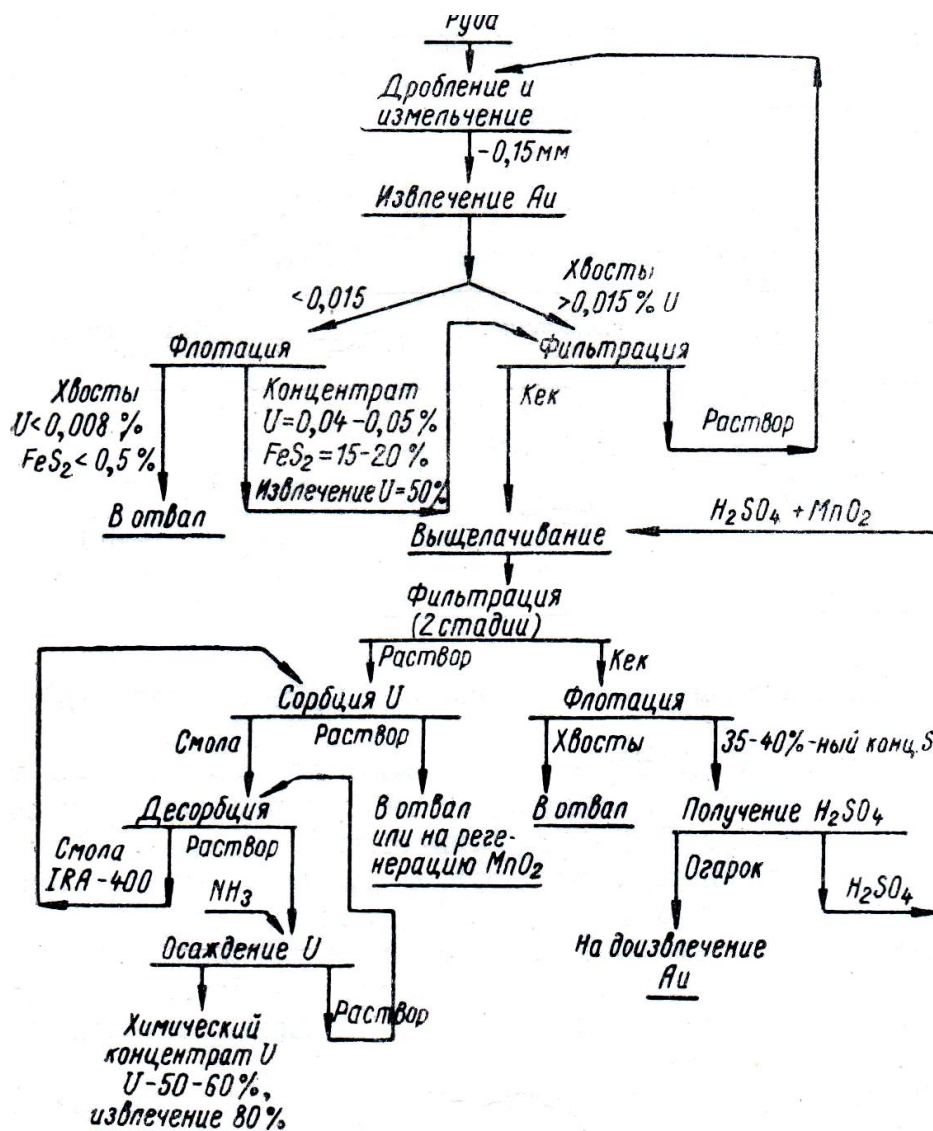 Руда
Дробление и
измельчение
-0,15 мм
Извлечение Au
<0,015
Хвосты
>0,015 % U
Флотация
Фильтрация
Хвосты
U<0,008 %
FeS₂<0,5 %
Концентрат
U=0,04-0,05 %
FeS₂=15-20 %
Извлечение U=50%
Кек
Раствор
В отвал
H₂SO₄ + MnO₂
Выщелачивание
Фильтрация
(2 стадии)
Раствор
Кек
Сорбция U
Флотация
Смола
Раствор
Хвосты
35-40%-ный конц. S
Десорбция
В отвал
или на реге-
нерацию MnO₂
В отвал
Получение H₂SO₄
Смола
IRA-400
Раствор
NH₃
Огарок
H₂SO₄
Осаждение U
На доизвлечение
Au
Раствор
Химический
концентрат U
U-50-60%,
извлечение 80%